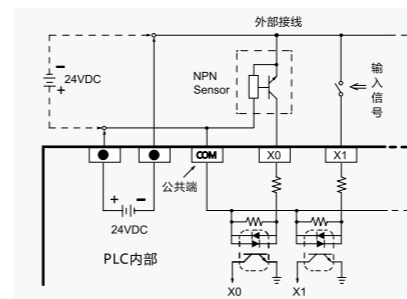 外部接线
−
24VDC
+
NPN
Sensor
输入信号
COM
X0
X1
公共端
+
−
24VDC
PLC内部
X0
X1